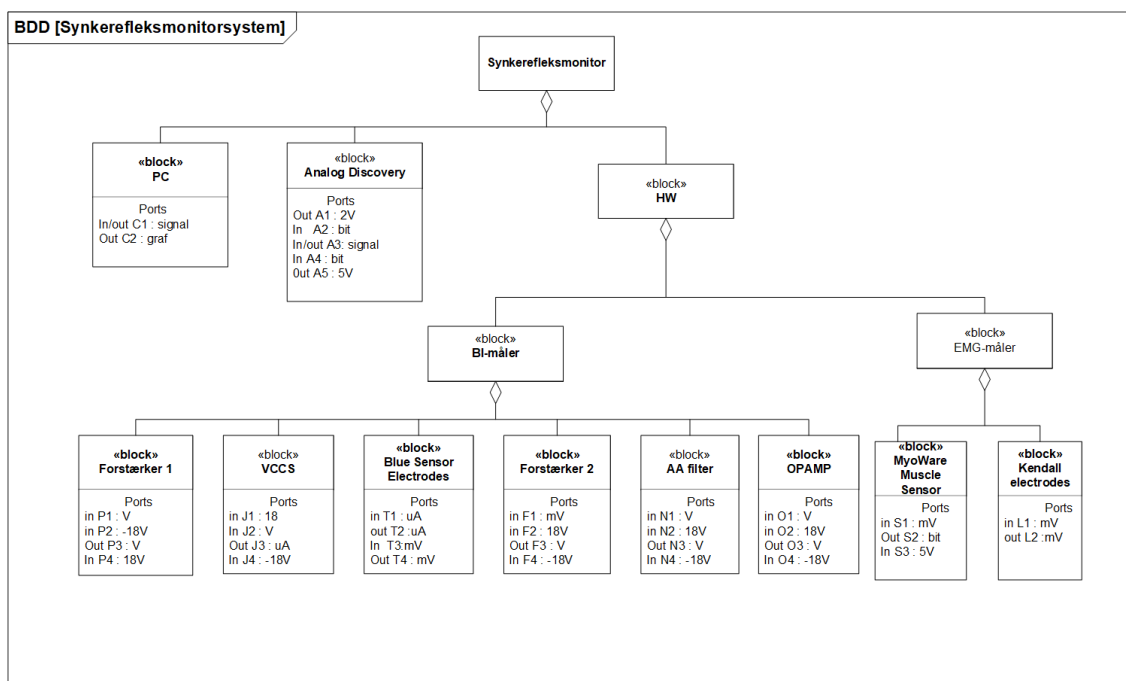 BDD [Synkerefleksmonitorsystem]
Synkerefleksmonitor
«block»
PC
Ports
In/out C1 : signal
Out C2 : graf
«block»
Analog Discovery
Ports
Out A1 : 2V
In A2 : bit
In/out A3: signal
In A4 : bit
0ut A5 : 5V
«block»
HW
«block»
BI-måler
«block»
EMG-måler
«block»
Forstærker 1
Ports
in P1 : V
in P2 : -18V
Out P3 : V
In P4 : 18V
«block»
VCCS
Ports
in J1 : 18
In J2 : V
Out J3 : uA
In J4 : -18V
«block»
Blue Sensor
Electrodes
Ports
in T1 : uA
out T2 : uA
In T3:mV
Out T4 : mV
«block»
Forstærker 2
Ports
in F1 : mV
in F2 : 18V
Out F3 : V
In F4 : -18V
«block»
AA filter
Ports
in N1 : V
in N2 : 18V
Out N3 : V
In N4 : -18V
«block»
OPAMP
Ports
in O1 : V
in O2 : 18V
Out O3 : V
In O4 : -18V
«block»
MyoWare
Muscle
Sensor
Ports
in S1 : mV
Out S2 : bit
In S3 : 5V
«block»
Kendall
electrodes
Ports
in L1 : mV
out L2 :mV